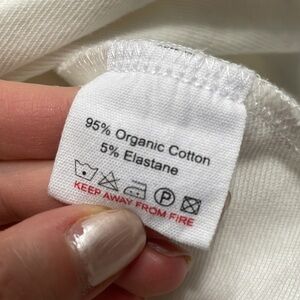 95% Organic Cotton
5% Elastane
KEEP AWAY FROM FIRE